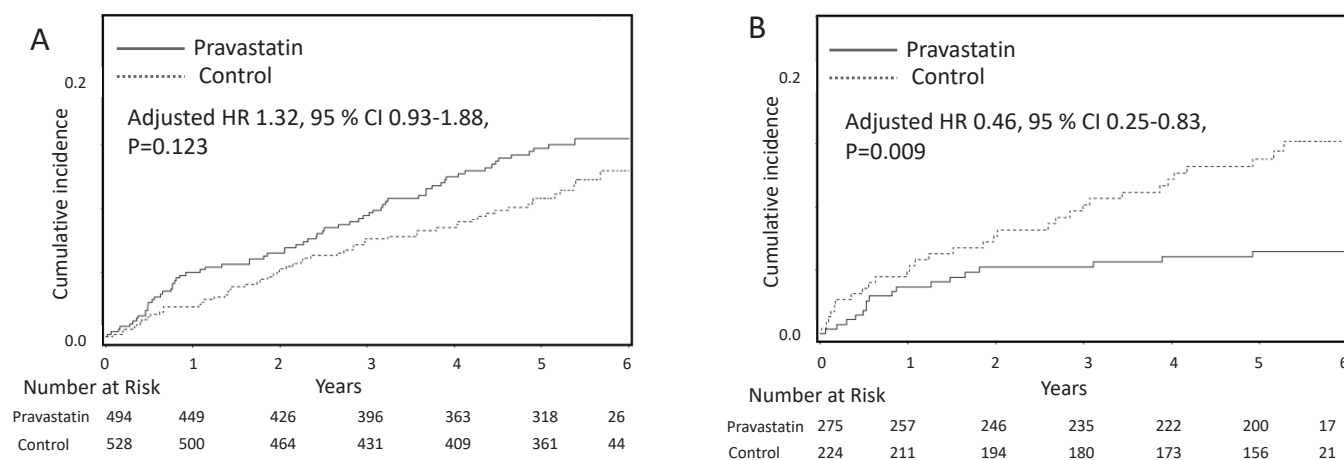 A
Pravastatin
Control
0.2
Adjusted HR 1.32, 95 % CI 0.93-1.88,
P=0.123
Cumulative incidence
0.0
0 1 2 3 4 5 6
Years
Number at Risk
Pravastatin 494 449 426 396 363 318 26
Control 528 500 464 431 409 361 44
B
Pravastatin
Control
0.2
Adjusted HR 0.46, 95 % CI 0.25-0.83,
P=0.009
Cumulative incidence
0.0
0 1 2 3 4 5 6
Years
Number at Risk
Pravastatin 275 257 246 235 222 200 17
Control 224 211 194 180 173 156 21